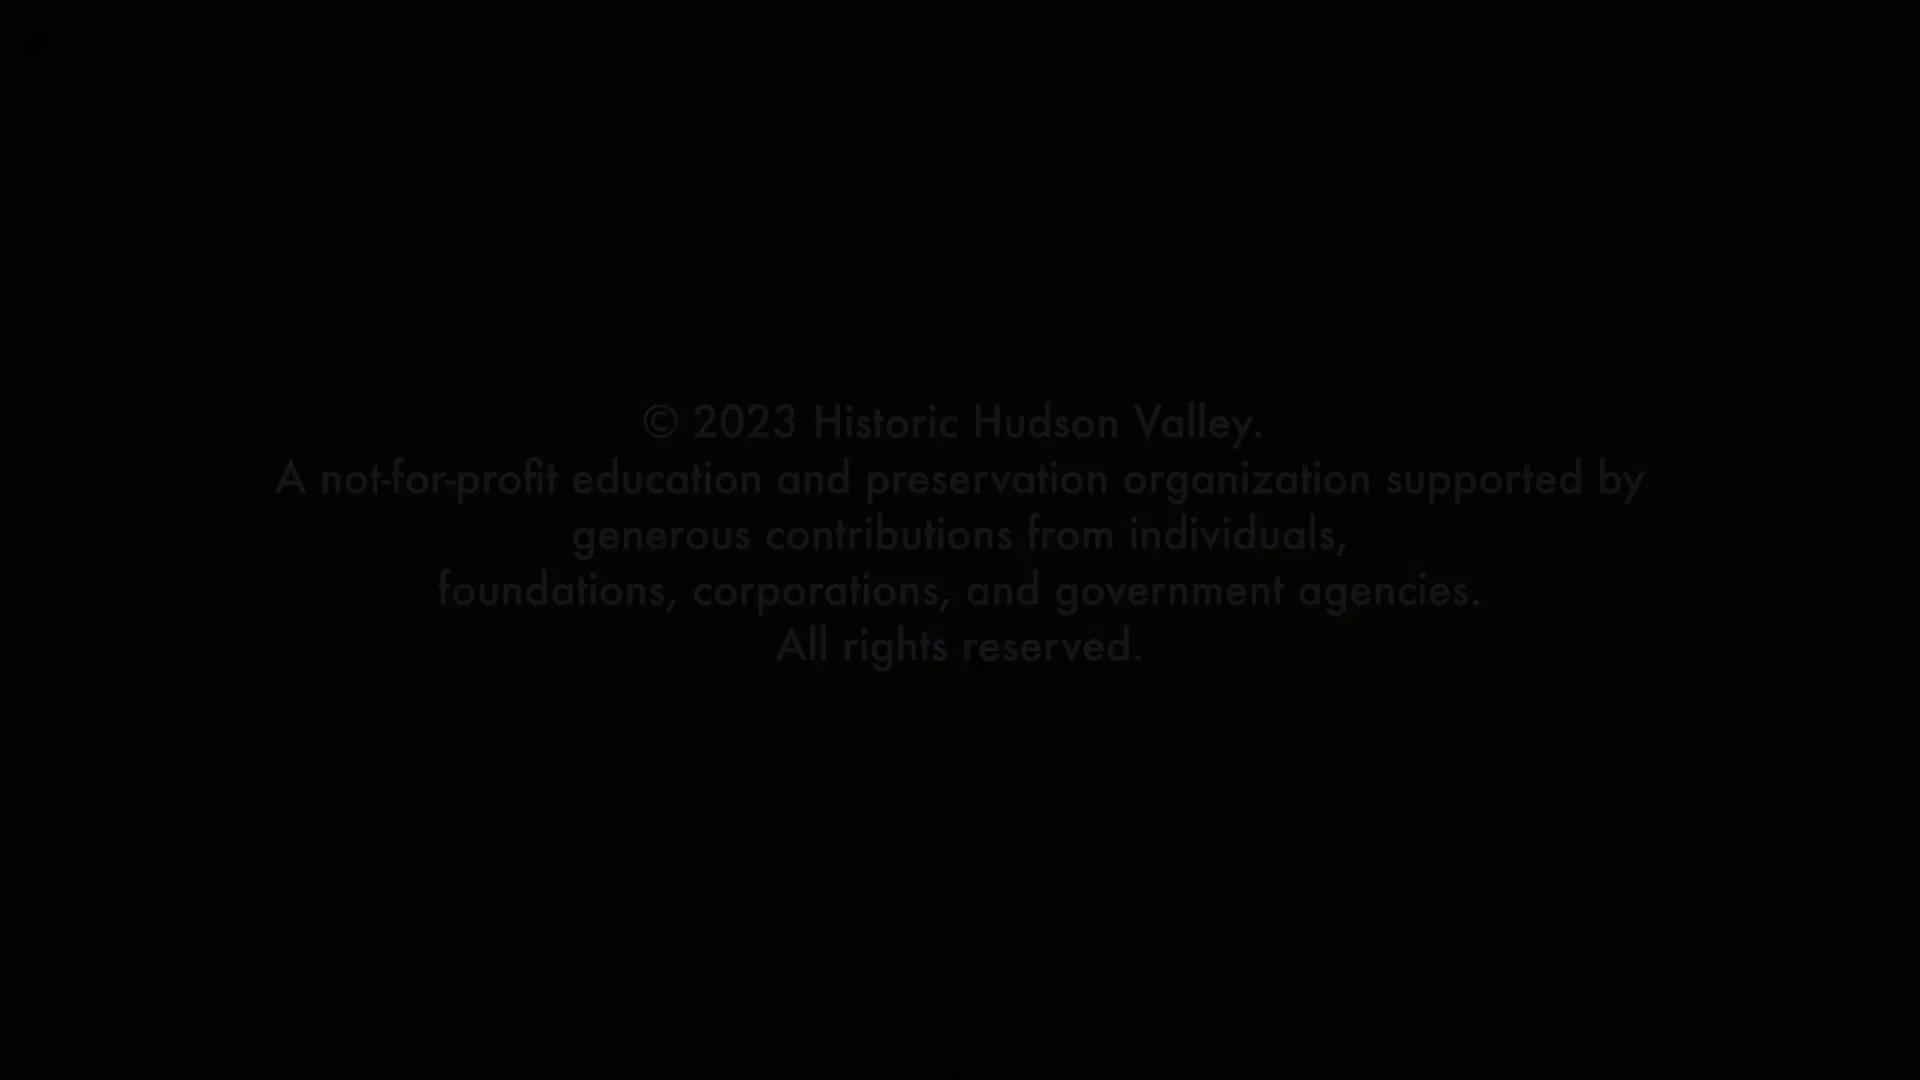 © 2023 Historic Hudson Valley.
A not-for-profit education and preservation organization supported by
generous contributions from individuals,
foundations, corporations, and government agencies.
All rights reserved.